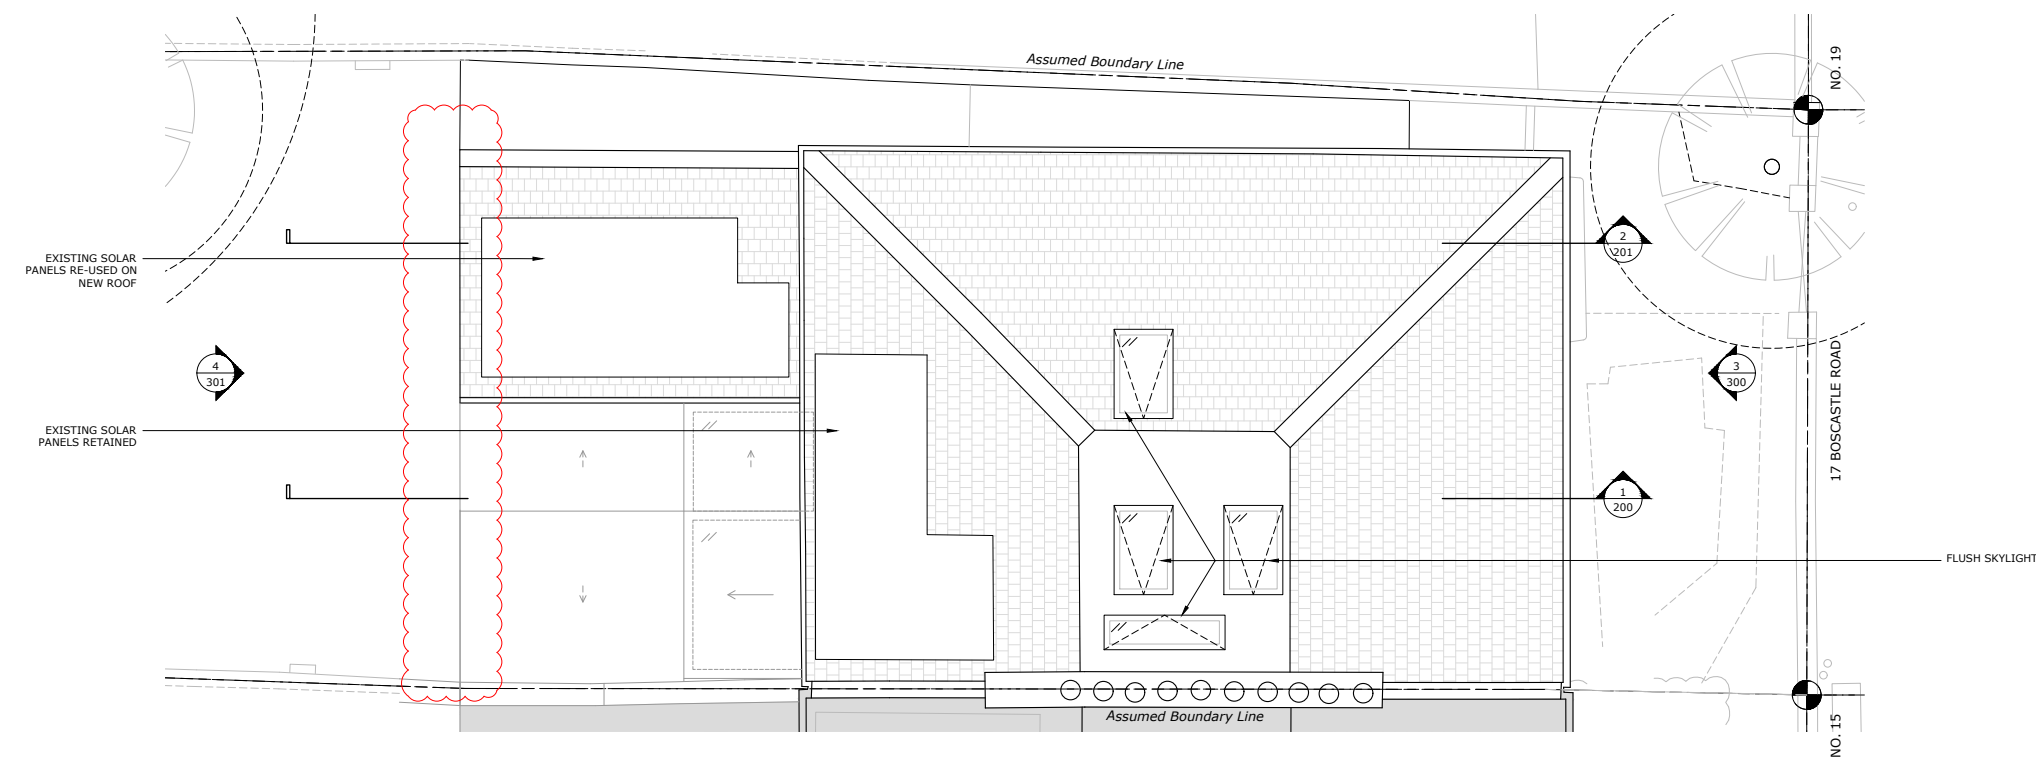 Assumed Boundary Line
NO. 19
EXISTING SOLAR
PANELS RE-USED ON
NEW ROOF
2
201
4
301
3
300
17 BOSCASTLE ROAD
EXISTING SOLAR
PANELS RETAINED
1
200
FLUSH SKYLIGHT
Assumed Boundary Line
NO. 15